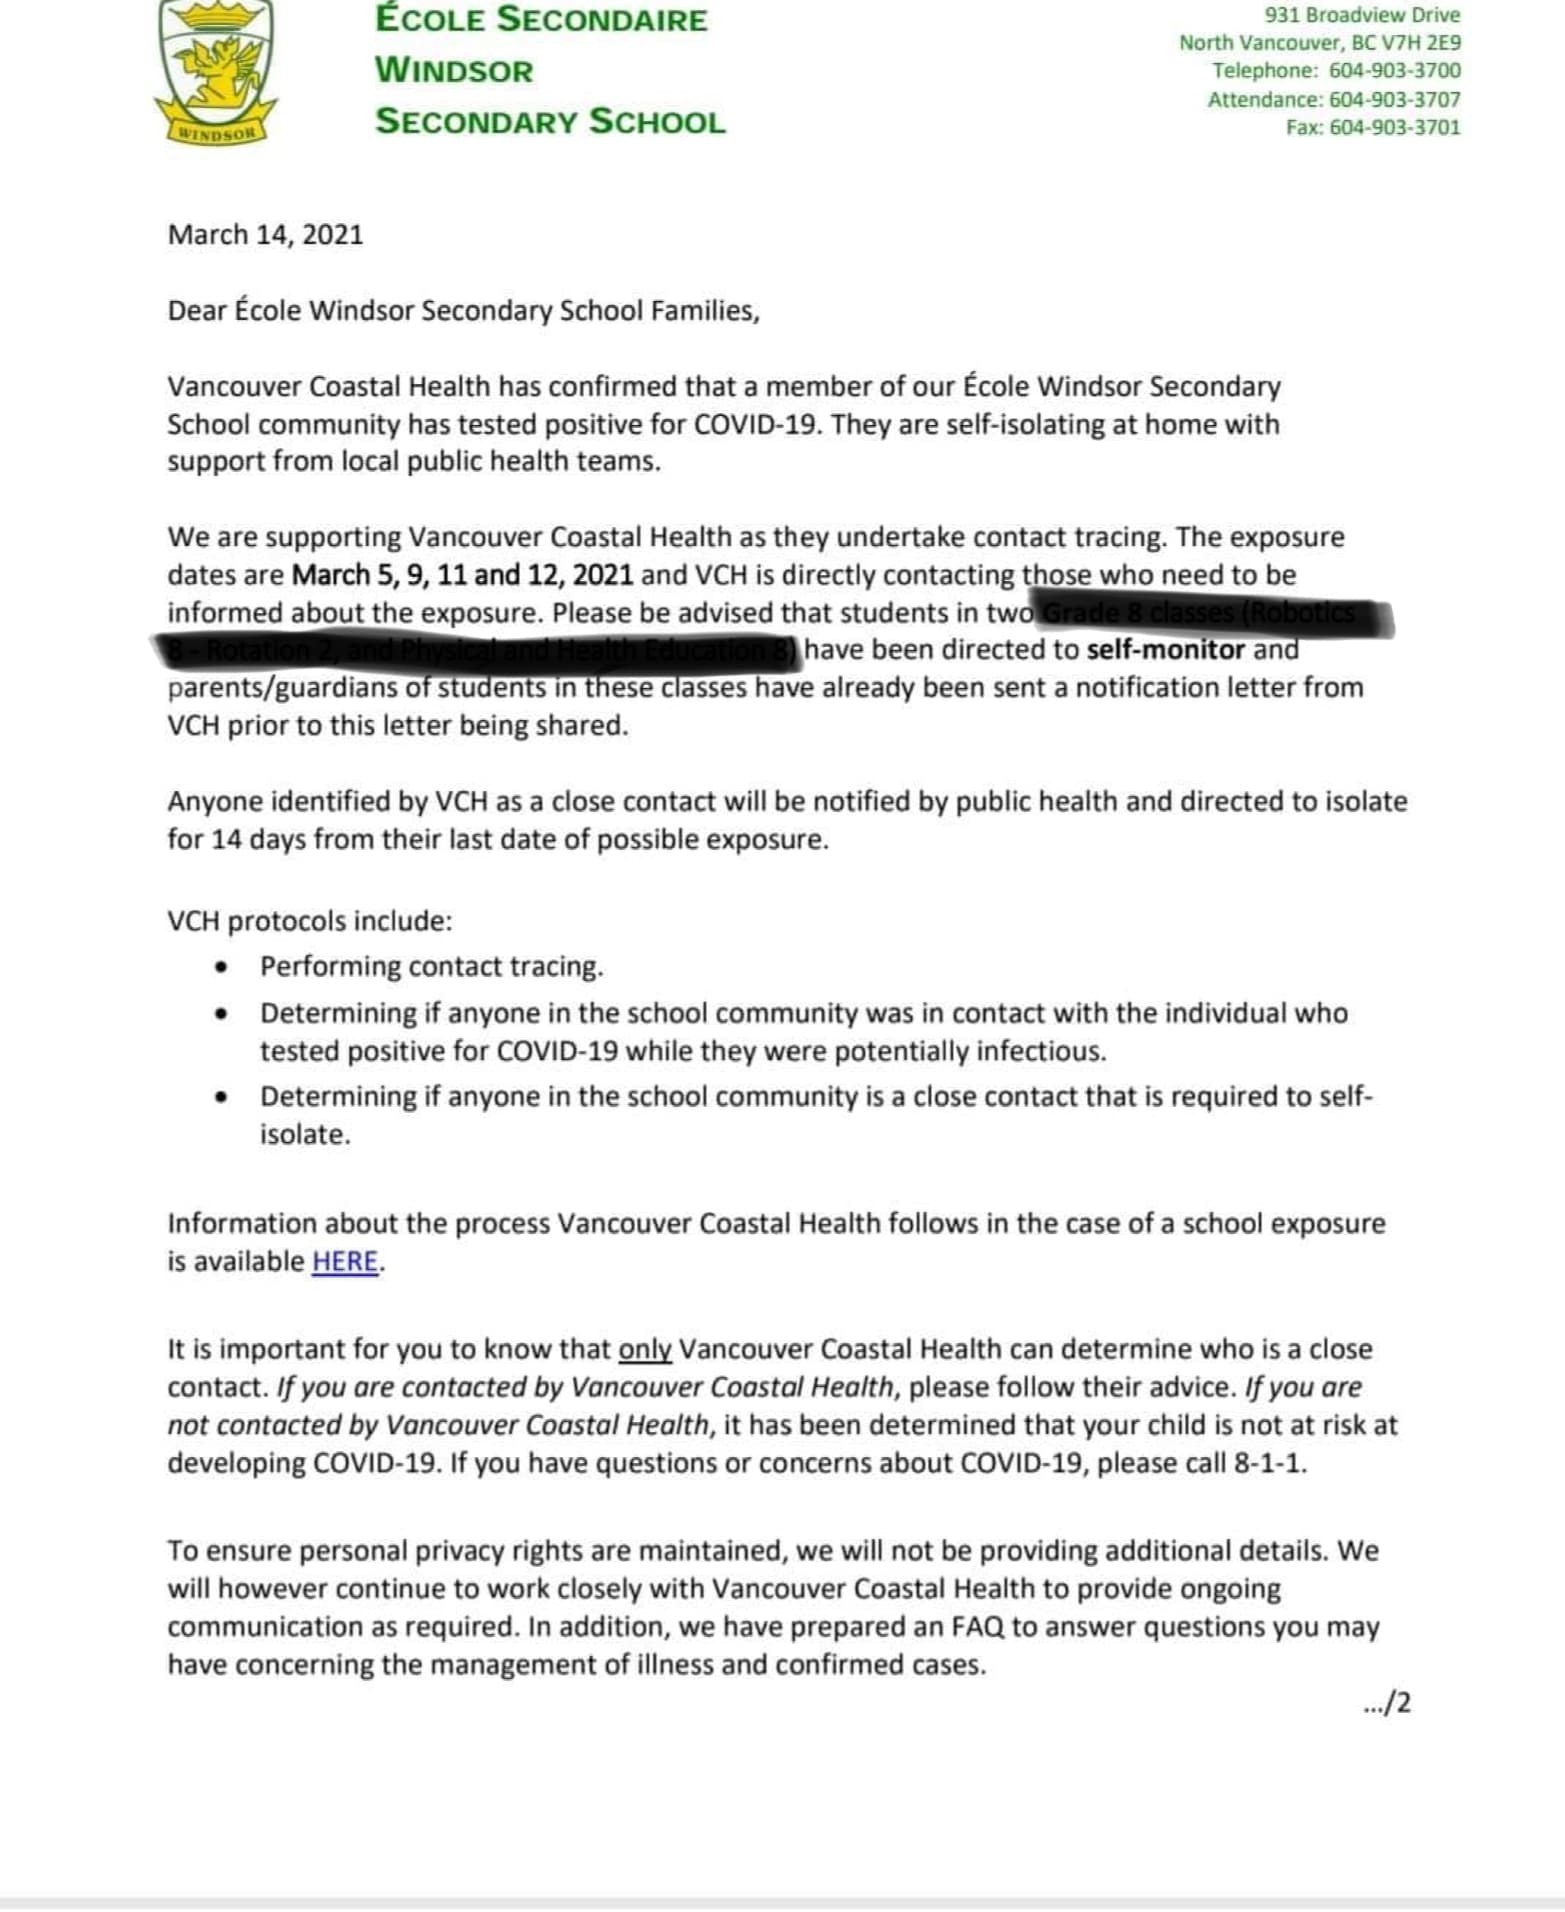 ÉCOLE SECONDAIRE
WINDSOR
SECONDARY SCHOOL
WINDSOR
931 Broadview Drive
North Vancouver, BC V7H 2E9
Telephone: 604-903-3700
Attendance: 604-903-3707
Fax: 604-903-3701
March 14, 2021
Dear École Windsor Secondary School Families,
Vancouver Coastal Health has confirmed that a member of our École Windsor Secondary
School community has tested positive for COVID-19. They are self-isolating at home with
support from local public health teams.
We are supporting Vancouver Coastal Health as they undertake contact tracing. The exposure
dates are March 5, 9, 11 and 12, 2021 and VCH is directly contacting those who need to be
informed about the exposure. Please be advised that students in two Grade 8 classes (Robotics
8 - Rotation 2, and Physical and Health Education 8) have been directed to self-monitor and
parents/guardians of students in these classes have already been sent a notification letter from
VCH prior to this letter being shared.
Anyone identified by VCH as a close contact will be notified by public health and directed to isolate
for 14 days from their last date of possible exposure.
VCH protocols include:
• Performing contact tracing.
• Determining if anyone in the school community was in contact with the individual who
tested positive for COVID-19 while they were potentially infectious.
• Determining if anyone in the school community is a close contact that is required to self-
isolate.
Information about the process Vancouver Coastal Health follows in the case of a school exposure
is available HERE.
It is important for you to know that only Vancouver Coastal Health can determine who is a close
contact. If you are contacted by Vancouver Coastal Health, please follow their advice. If you are
not contacted by Vancouver Coastal Health, it has been determined that your child is not at risk at
developing COVID-19. If you have questions or concerns about COVID-19, please call 8-1-1.
To ensure personal privacy rights are maintained, we will not be providing additional details. We
will however continue to work closely with Vancouver Coastal Health to provide ongoing
communication as required. In addition, we have prepared an FAQ to answer questions you may
have concerning the management of illness and confirmed cases.
.../2